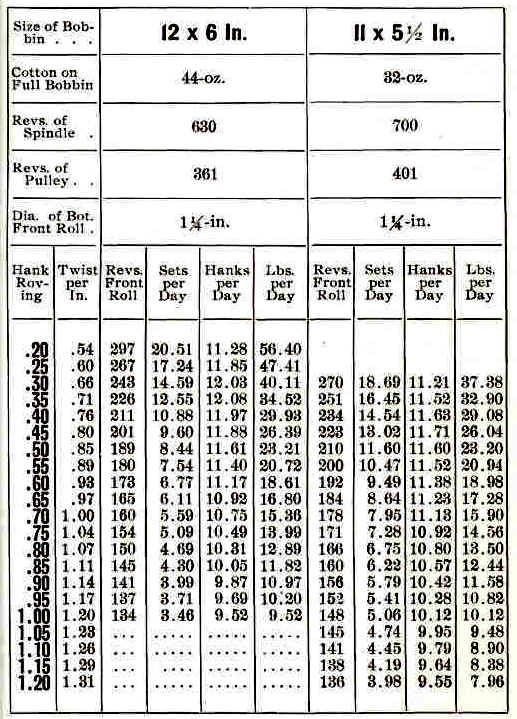 Size of Bob-
bin . . .
12 x 6 In.
11 x 5½ In.
Cotton on
Full Bobbin
44-oz.
32-oz.
Revs. of
Spindle .
630
700
Revs. of
Pulley . .
361
401
Dia. of Bot.
Front Roll .
1¼-in.
1¼-in.
Hank Rov- ing Twist per In. Revs. Front Roll Sets per Day Hanks per Day Lbs. per Day Revs. Front Roll Sets per Day Hanks per Day Lbs. per Day
.20 .54 297 20.51 11.28 56.40
.25 .60 267 17.24 11.85 47.41
.30 .66 243 14.59 12.03 40.11 270 18.69 11.21 37.38
.35 .71 226 12.55 12.08 34.52 251 16.45 11.52 32.90
.40 .76 211 10.88 11.97 29.93 234 14.54 11.63 29.08
.45 .80 201 9.60 11.88 26.39 223 13.02 11.71 26.04
.50 .85 189 8.44 11.61 23.21 210 11.60 11.60 23.20
.55 .89 180 7.54 11.40 20.72 200 10.47 11.52 20.94
.60 .93 173 6.77 11.17 18.61 192 9.49 11.38 18.98
.65 .97 165 6.11 10.92 16.80 184 8.64 11.23 17.28
.70 1.00 160 5.59 10.75 15.36 178 7.95 11.13 15.90
.75 1.04 154 5.09 10.49 13.99 171 7.28 10.92 14.56
.80 1.07 150 4.69 10.31 12.89 166 6.75 10.80 13.50
.85 1.11 145 4.30 10.05 11.82 160 6.22 10.57 12.44
.90 1.14 141 3.99 9.87 10.97 156 5.79 10.42 11.58
.95 1.17 137 3.71 9.69 10.20 152 5.41 10.28 10.82
1.00 1.20 134 3.46 9.52 9.52 148 5.06 10.12 10.12
1.05 1.23 ... .... ..... ..... 145 4.74 9.95 9.48
1.10 1.26 ... .... ..... ..... 141 4.45 9.79 8.90
1.15 1.29 ... .... ..... ..... 138 4.19 9.64 8.38
1.20 1.31 ... .... ..... ..... 136 3.98 9.55 7.96